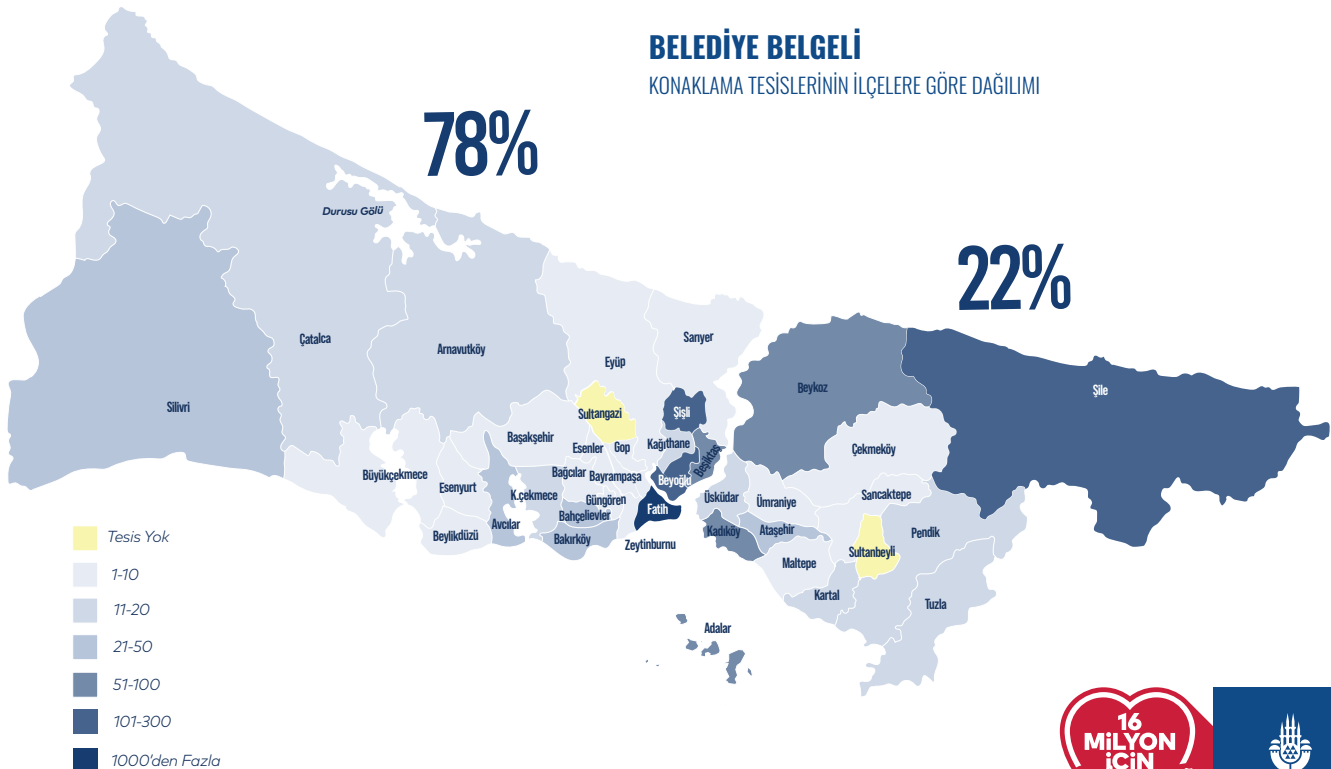 BELEDİYE BELGELİ
KONAKLAMA TESİSLERİNİN İLÇELERE GÖRE DAĞILIMI
78%
22%
Durusu Gölü
Çatalca
Arnavutköy
Silivri
Eyüp
Sarıyer
Beykoz
Şile
Sultangazi
Şişli
Başakşehir
Esenler
Gop
Kağıthane
Beşiktaş
Çekmeköy
Büyükçekmece
Esenyurt
Bağcılar
Bayrampaşa
Beyoğlu
K.çekmece
Güngören
Üsküdar
Ümraniye
Sancaktepe
Avcılar
Bahçelievler
Fatih
Beylikdüzü
Bakırköy
Zeytinburnu
Kadıköy
Ataşehir
Pendik
Sultanbeyli
Maltepe
Kartal
Tuzla
Adalar
Tesis Yok
1-10
11-20
21-50
51-100
101-300
1000'den Fazla
16
MİLYON
İÇİN